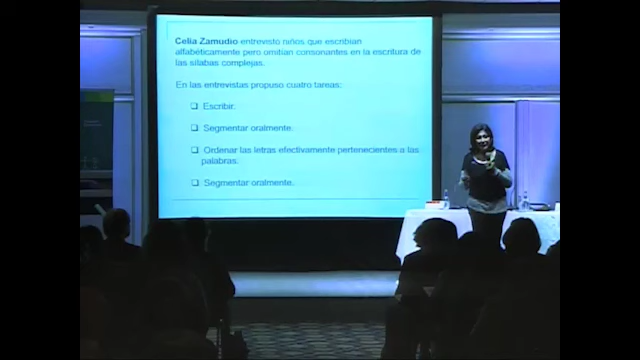 Celia Zamudio entrevistó niños que escribían
alfabéticamente pero omitían consonantes en la escritura de
las sílabas complejas.
En las entrevistas propuso cuatro tareas:
❑ Escribir.
❑ Segmentar oralmente.
❑ Ordenar las letras efectivamente pertenecientes a las
palabras.
❑ Segmentar oralmente.